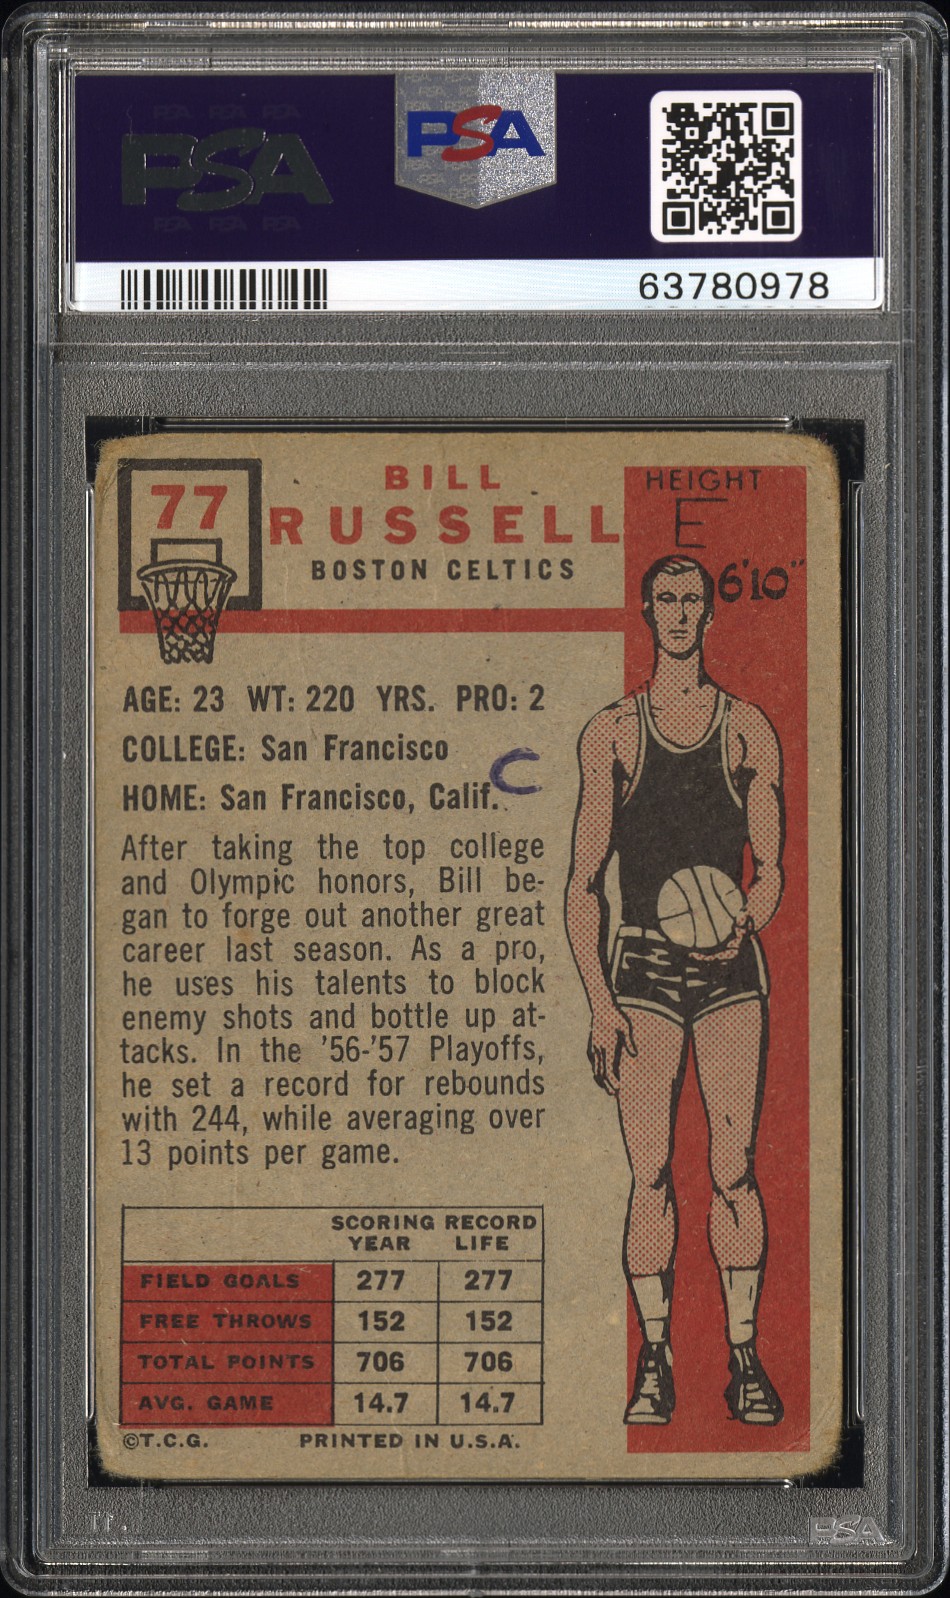 PSA
PSA
63780978
77
BILL
RUSSELL
BOSTON CELTICS
HEIGHT
E
6'10"
AGE: 23 WT: 220 YRS. PRO: 2
COLLEGE: San Francisco
C
HOME: San Francisco, Calif.
After taking the top college
and Olympic honors, Bill be-
gan to forge out another great
career last season. As a pro,
he uses his talents to block
enemy shots and bottle up at-
tacks. In the '56-'57 Playoffs,
he set a record for rebounds
with 244, while averaging over
13 points per game.
SCORING RECORD
YEAR LIFE
FIELD GOALS 277 277
FREE THROWS 152 152
TOTAL POINTS 706 706
AVG. GAME 14.7 14.7
©T.C.G. PRINTED IN U.S.A.
PSA